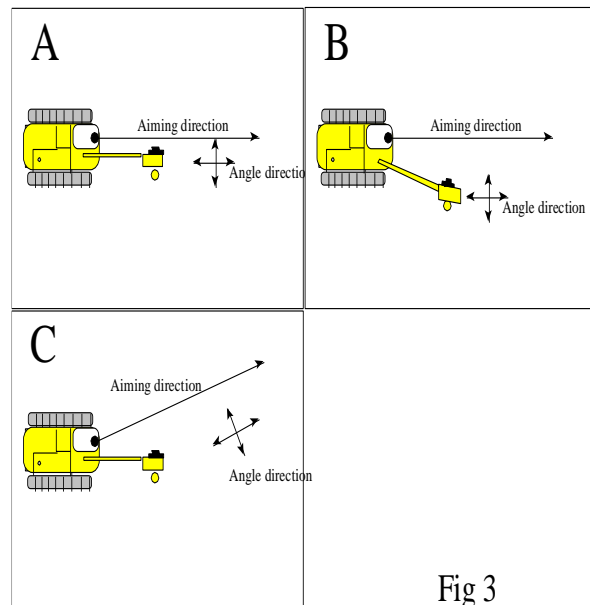 A
Aiming direction
Angle directio
B
Aiming direction
Angle direction
C
Aiming direction
Angle direction
Fig 3